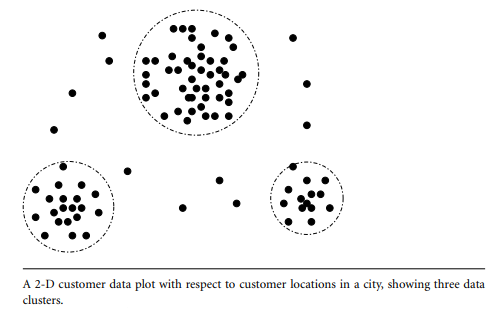 A 2-D customer data plot with respect to customer locations in a city, showing three data
clusters.